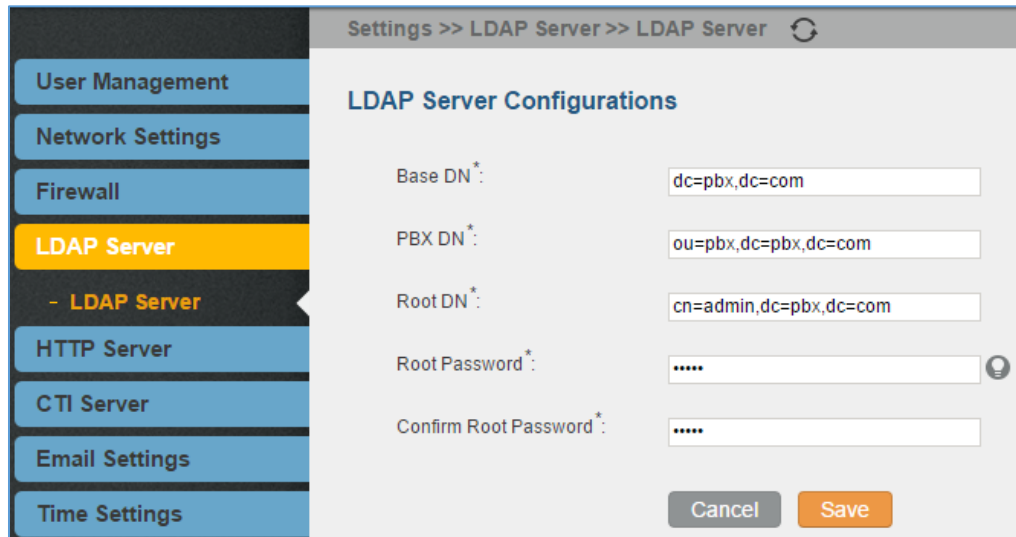 Settings >> LDAP Server >> LDAP Server
User Management
Network Settings
Firewall
LDAP Server
- LDAP Server
HTTP Server
CTI Server
Email Settings
Time Settings
LDAP Server Configurations
Base DN*: dc=pbx,dc=com
PBX DN*: ou=pbx,dc=pbx,dc=com
Root DN*: cn=admin,dc=pbx,dc=com
Root Password*: •••••
Confirm Root Password*: •••••
Cancel Save